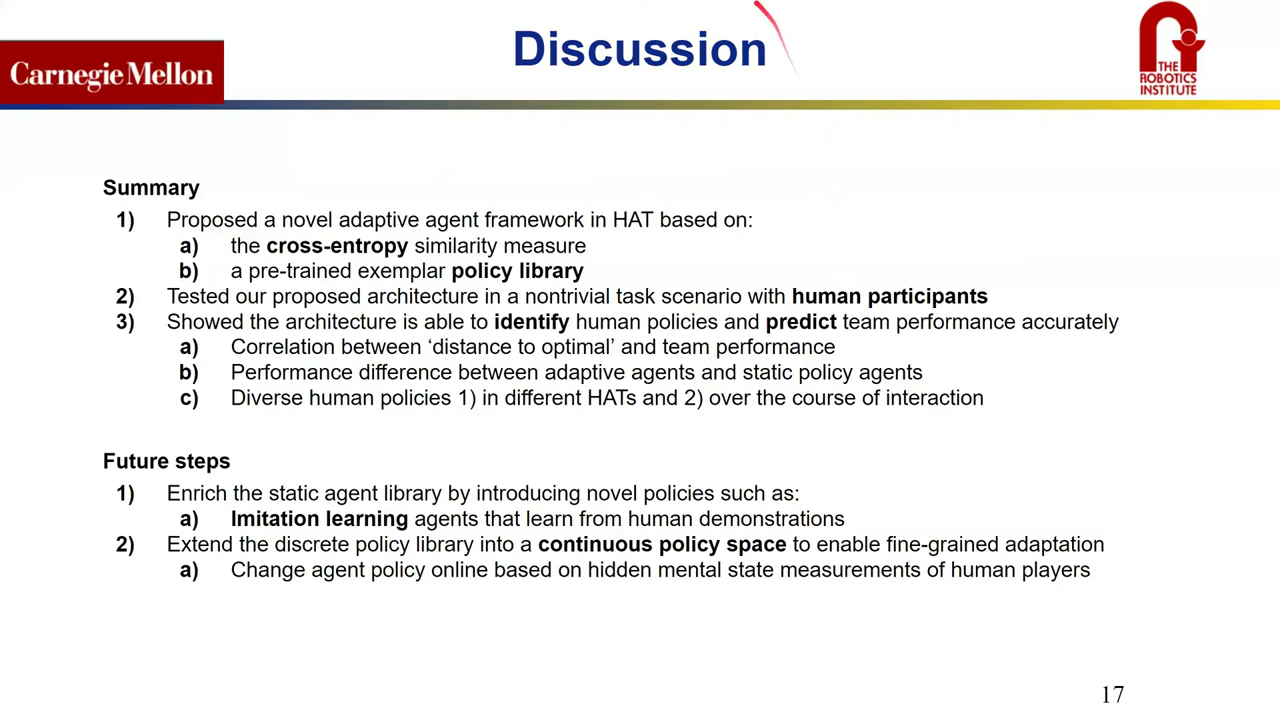 Discussion
Carnegie Mellon
THE
ROBOTICS
INSTITUTE
Summary
1) Proposed a novel adaptive agent framework in HAT based on:
a) the cross-entropy similarity measure
b) a pre-trained exemplar policy library
2) Tested our proposed architecture in a nontrivial task scenario with human participants
3) Showed the architecture is able to identify human policies and predict team performance accurately
a) Correlation between ‘distance to optimal’ and team performance
b) Performance difference between adaptive agents and static policy agents
c) Diverse human policies 1) in different HATs and 2) over the course of interaction
Future steps
1) Enrich the static agent library by introducing novel policies such as:
a) Imitation learning agents that learn from human demonstrations
2) Extend the discrete policy library into a continuous policy space to enable fine-grained adaptation
a) Change agent policy online based on hidden mental state measurements of human players
17